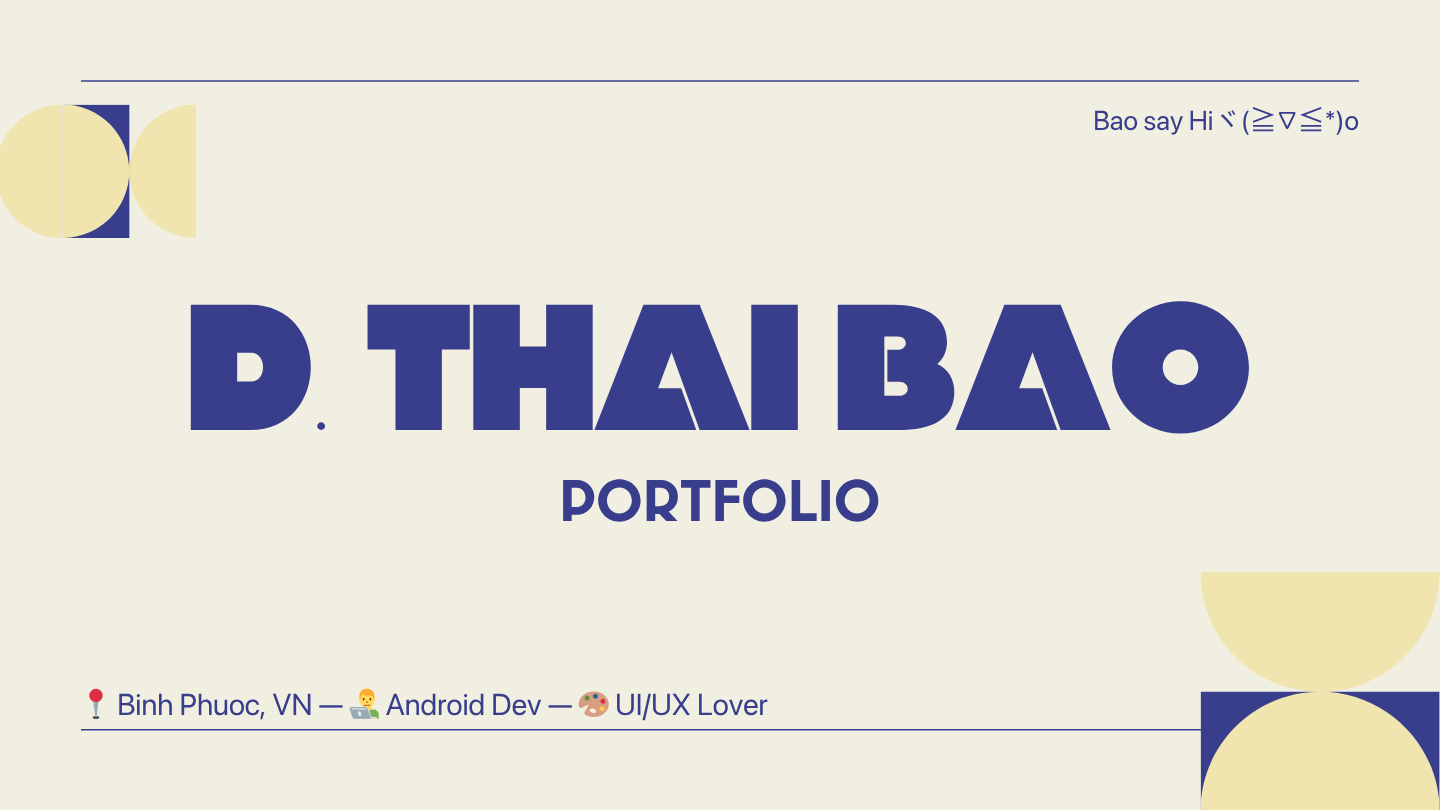 Bao say Hi ヾ(≧▽≦*)o
D. THAI BAO
PORTFOLIO
📍 Binh Phuoc, VN — 👨‍💻 Android Dev — 🎨 UI/UX Lover